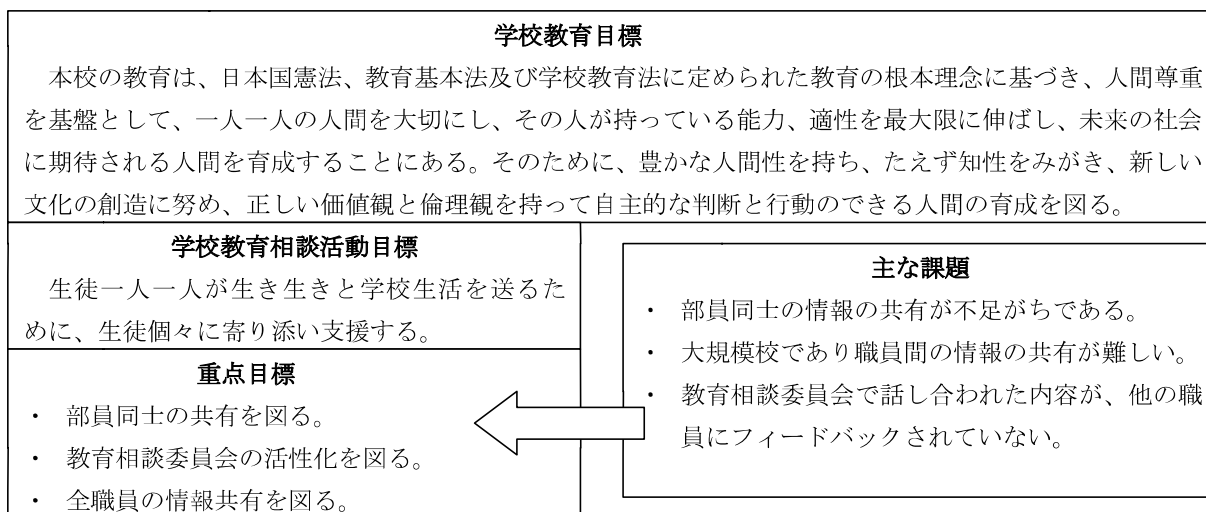 学校教育目標
本校の教育は、日本国憲法、教育基本法及び学校教育法に定められた教育の根本理念に基づき、人間尊重
を基盤として、一人一人の人間を大切にし、その人が持っている能力、適性を最大限に伸ばし、未来の社会
に期待される人間を育成することにある。そのために、豊かな人間性を持ち、たえず知性をみがき、新しい
文化の創造に努め、正しい価値観と倫理観を持って自主的な判断と行動のできる人間の育成を図る。
学校教育相談活動目標
生徒一人一人が生き生きと学校生活を送るた
めに、生徒個々に寄り添い支援する。
重点目標
・ 部員同士の共有を図る。
・ 教育相談委員会の活性化を図る。
・ 全職員の情報共有を図る。
主な課題
・ 部員同士の情報の共有が不足がちである。
・ 大規模校であり職員間の情報の共有が難しい。
・ 教育相談委員会で話し合われた内容が、他の職
員にフィードバックされていない。